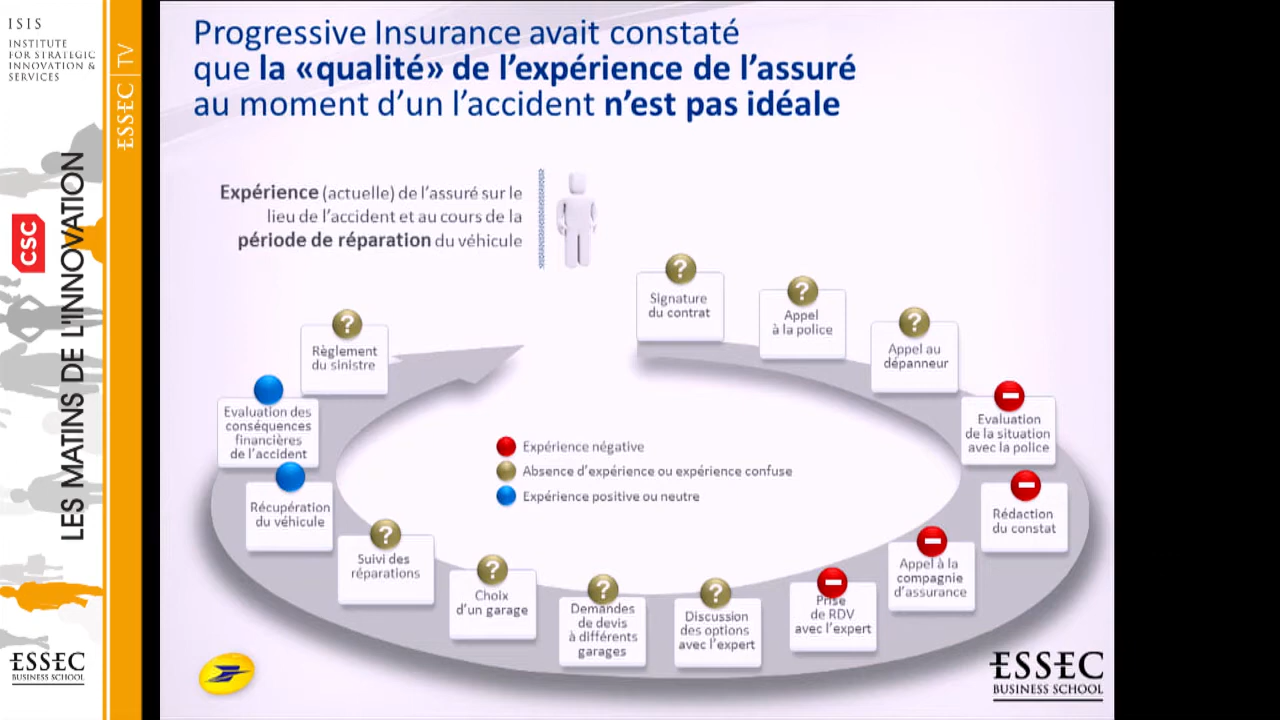 ISIS
INSTITUTE
FOR STRATEGIC
INNOVATION &
SERVICES
ESSEC | TV
CSC
LES MATINS DE L'INNOVATION
ESSEC
BUSINESS SCHOOL
Progressive Insurance avait constaté
que la «qualité» de l'expérience de l'assuré
au moment d'un l'accident n'est pas idéale
Expérience (actuelle) de l'assuré sur le
lieu de l'accident et au cours de la
période de réparation du véhicule
?
Signature
du contrat
?
Appel
à la police
?
Appel au
dépanneur
Evaluation
de la situation
avec la police
Rédaction
du constat
Appel à la
compagnie
d'assurance
Prise
de RDV
avec l'expert
?
Discussion
des options
avec l'expert
?
Demandes
de devis
à différents
garages
?
Choix
d'un garage
?
Suivi des
réparations
Récupération
du véhicule
Evaluation des
conséquences
financières
de l'accident
?
Règlement
du sinistre
Expérience négative
Absence d'expérience ou expérience confuse
Expérience positive ou neutre
ESSEC
BUSINESS SCHOOL